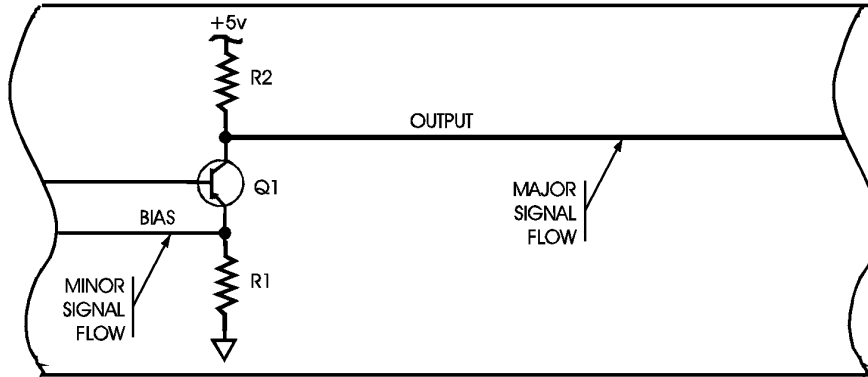 +5v
R2
OUTPUT
Q1
MAJOR
SIGNAL
FLOW
BIAS
R1
MINOR
SIGNAL
FLOW